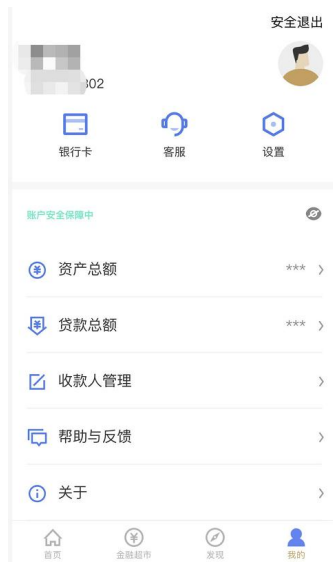 安全退出
302
银行卡 客服 设置
账户安全保障中
资产总额 ***
贷款总额 ***
收款人管理
帮助与反馈
关于
首页 金融超市 发现 我的